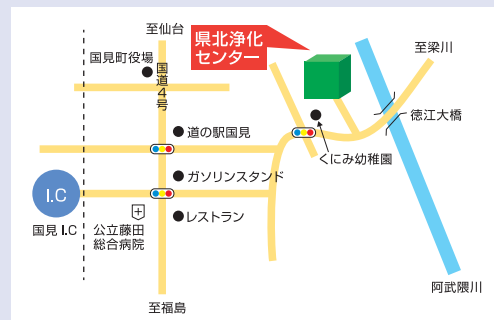 至仙台
県北浄化
センター
国見町役場
国道4号
至梁川
徳江大橋
道の駅国見
くにみ幼稚園
ガソリンスタンド
I.C
国見I.C
公立藤田
総合病院
レストラン
阿武隈川
至福島